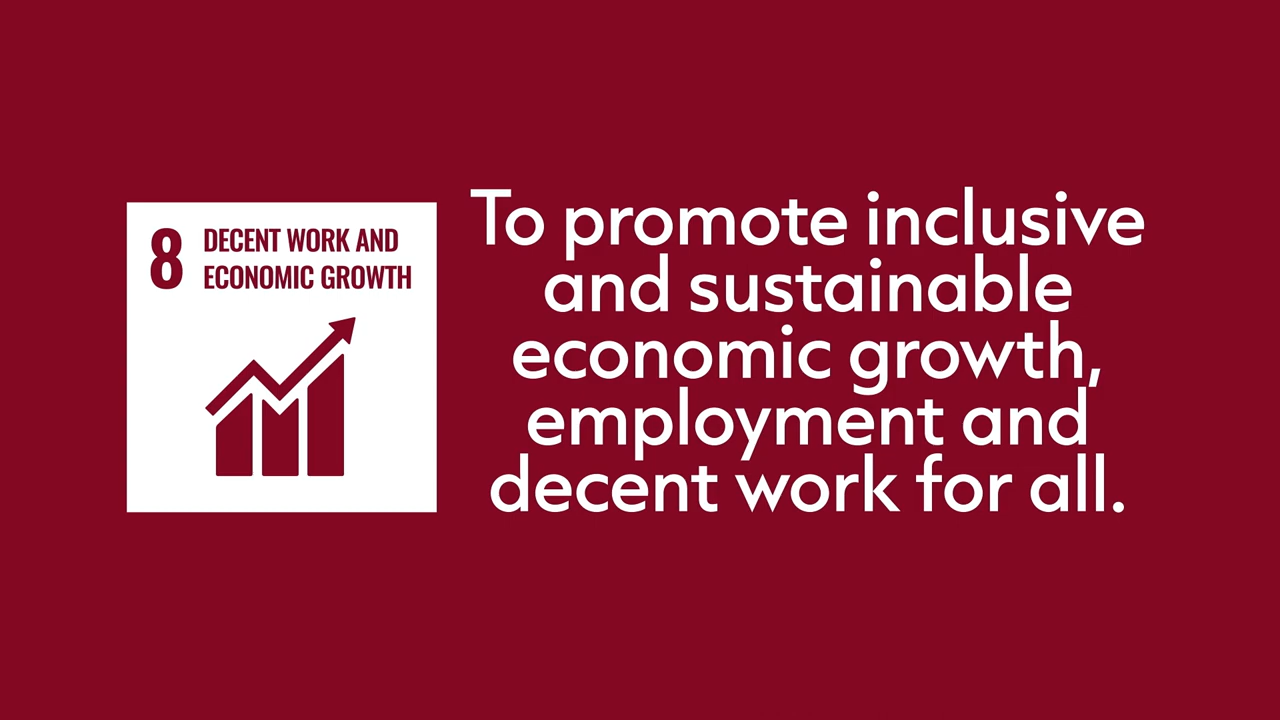 8
DECENT WORK AND
ECONOMIC GROWTH
To promote inclusive
and sustainable
economic growth,
employment and
decent work for all.